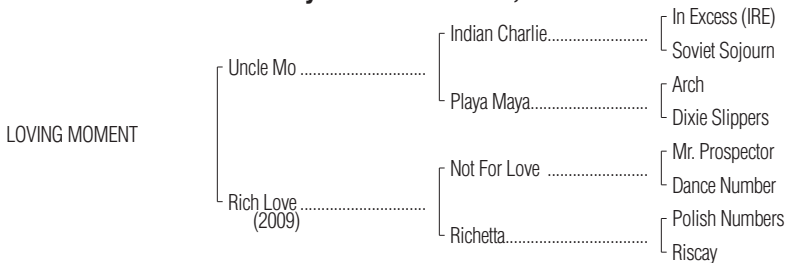 In Excess (IRE)
Indian Charlie........................
Soviet Sojourn
Uncle Mo ..............................
Arch
Playa Maya............................
Dixie Slippers
LOVING MOMENT
Mr. Prospector
Not For Love ........................
Dance Number
Rich Love ..............................
(2009)
Polish Numbers
Richetta..................................
Riscay